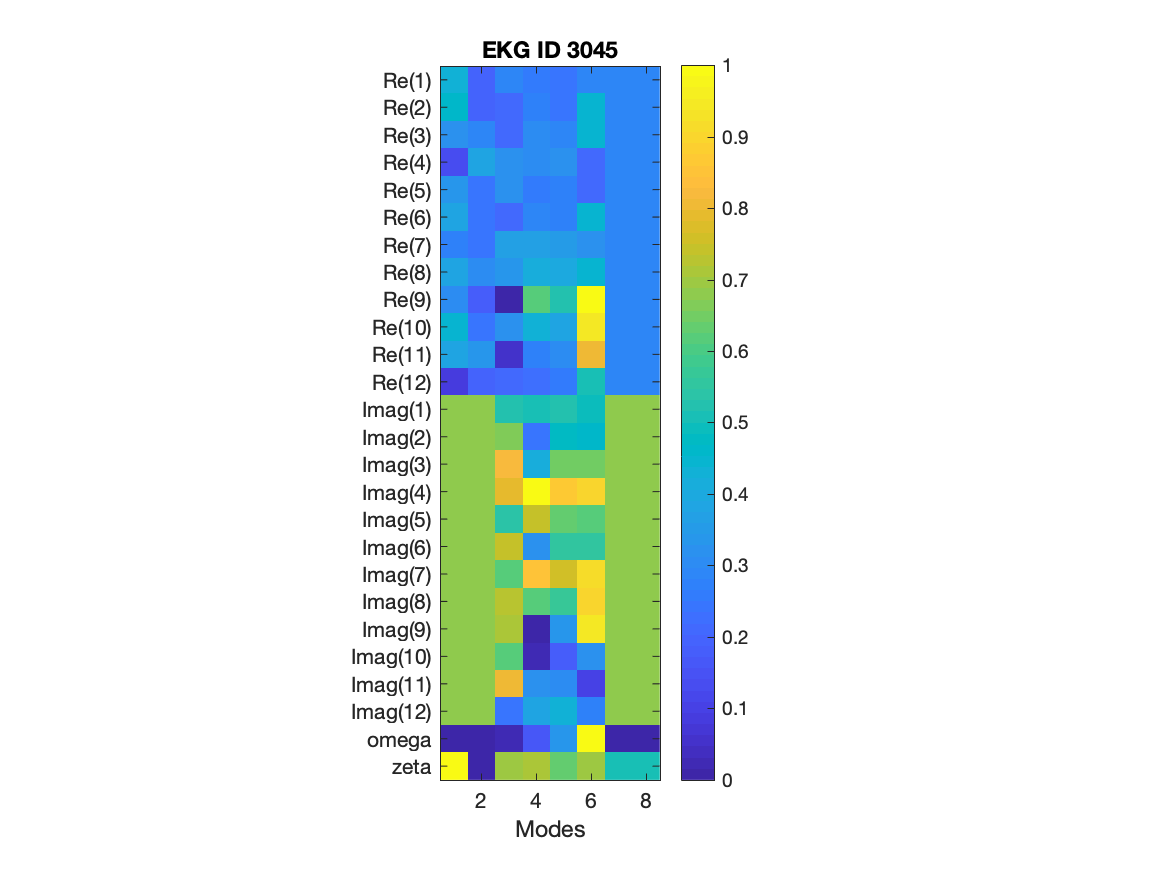 EKG ID 3045
Re(1)
Re(2)
Re(3)
Re(4)
Re(5)
Re(6)
Re(7)
Re(8)
Re(9)
Re(10)
Re(11)
Re(12)
Imag(1)
Imag(2)
Imag(3)
Imag(4)
Imag(5)
Imag(6)
Imag(7)
Imag(8)
Imag(9)
Imag(10)
Imag(11)
Imag(12)
omega
zeta
2 4 6 8
Modes
1
0.9
0.8
0.7
0.6
0.5
0.4
0.3
0.2
0.1
0